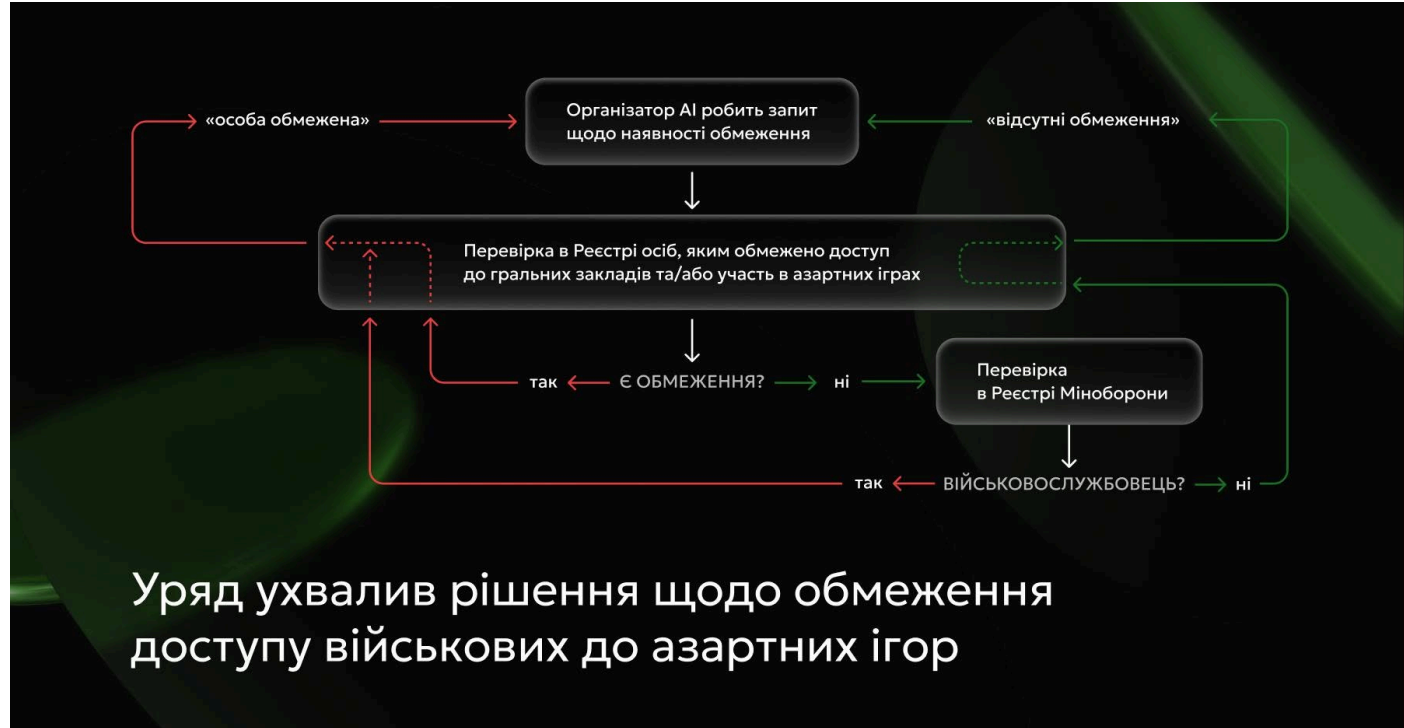 «особа обмежена»
Організатор АІ робить запит
щодо наявності обмеження
«відсутні обмеження»
Перевірка в Реєстрі осіб, яким обмежено доступ
до гральних закладів та/або участь в азартних іграх
так
Є ОБМЕЖЕННЯ?
ні
Перевірка
в Реєстрі Міноборони
так
ВІЙСЬКОВОСЛУЖБОВЕЦЬ?
ні
Уряд ухвалив рішення щодо обмеження
доступу військових до азартних ігор